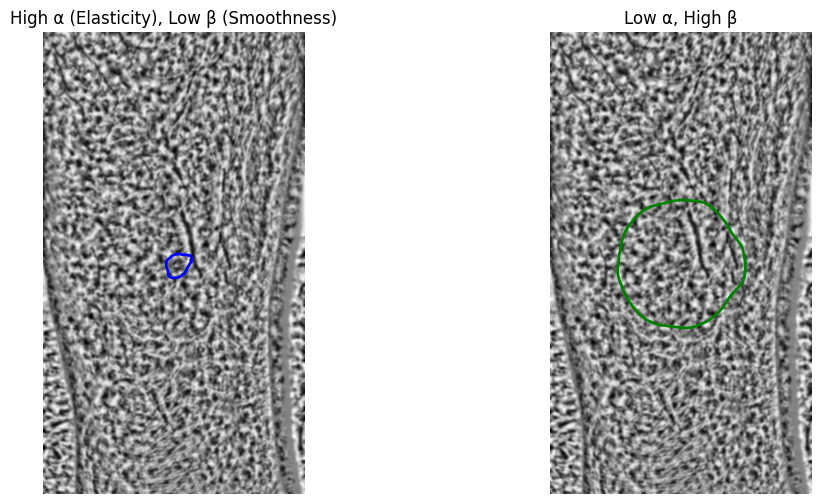 High α (Elasticity), Low β (Smoothness)
Low α, High β